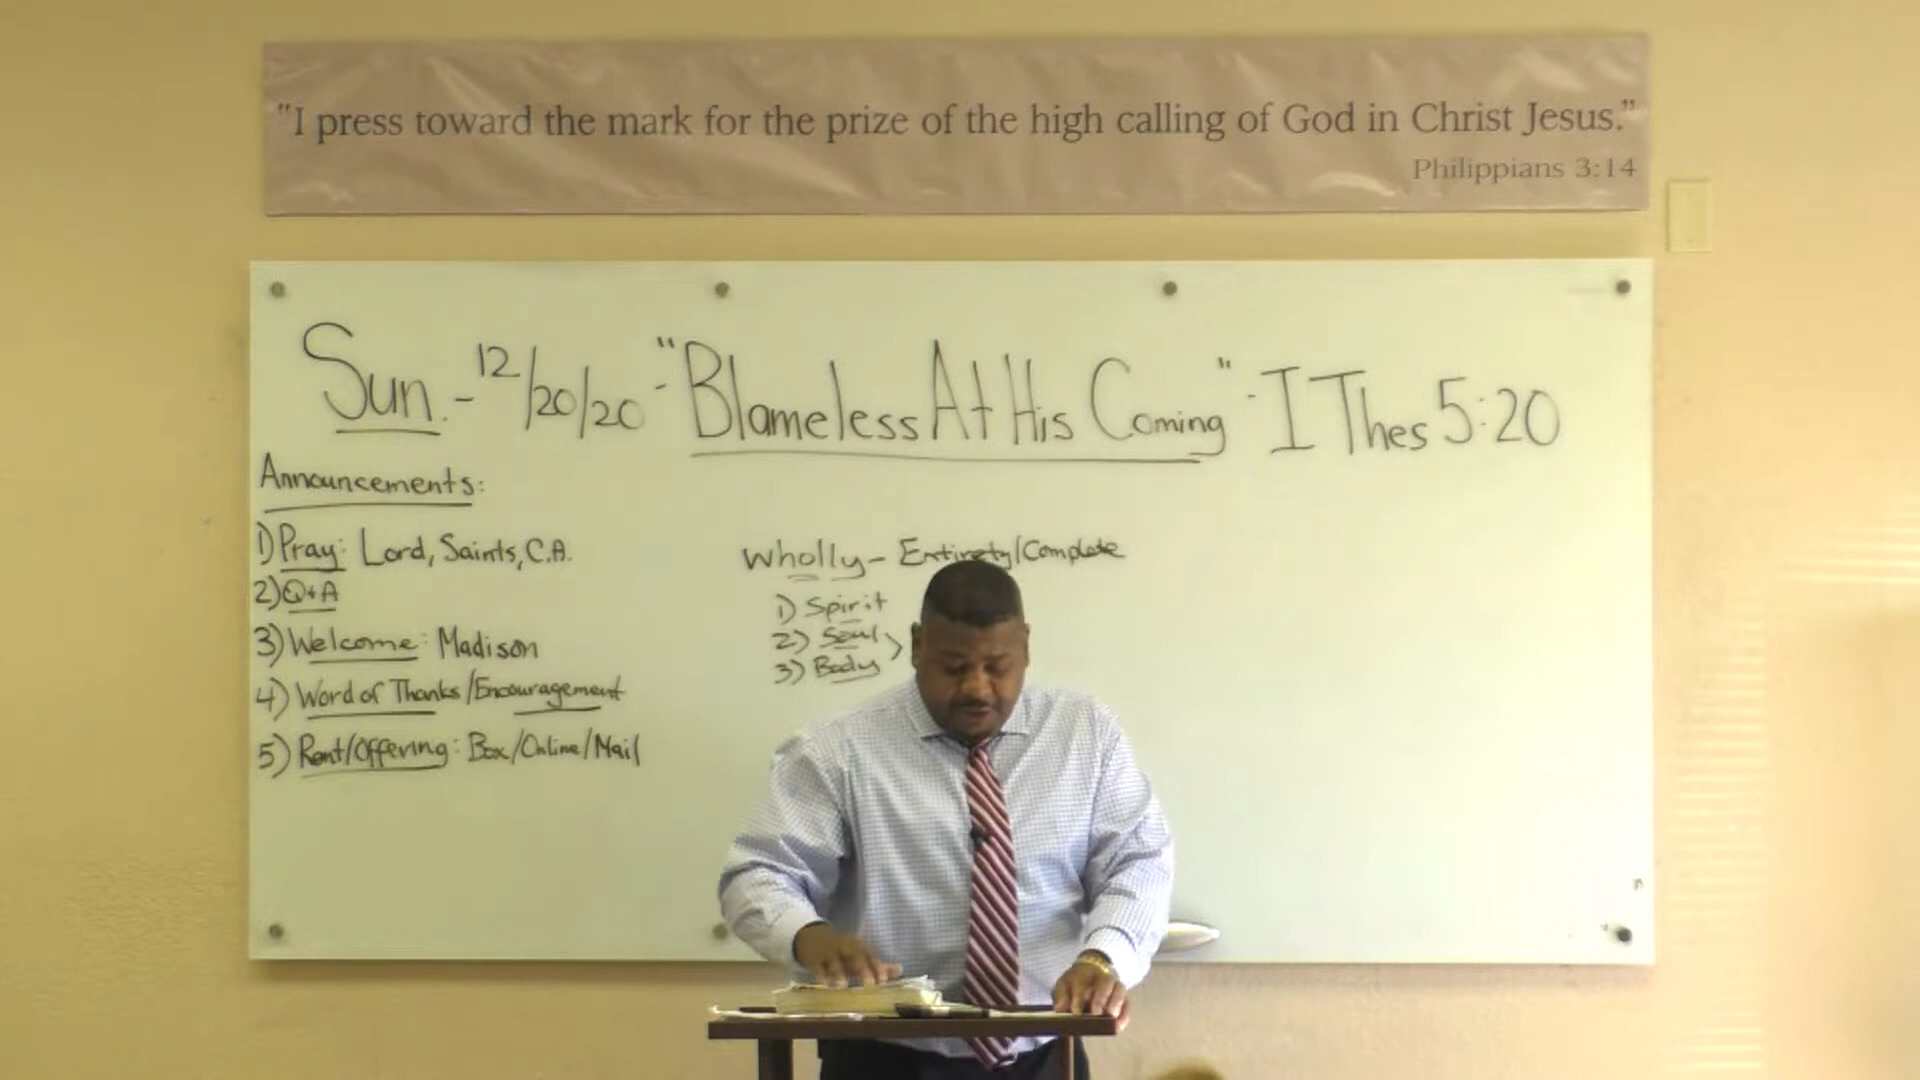 "I press toward the mark for the prize of the high calling of God in Christ Jesus."
Philippians 3:14
Sun. - 12/20/20 - "Blameless At His Coming" - I Thes 5:20
Announcements:
1) Pray: Lord, Saints, C.A.
2) Q+A
3) Welcome: Madison
4) Word of Thanks/Encouragement
5) Rent/Offering: Box/Online/Mail
Wholly - Entirety/Complete
1) Spirit
2) Soul
3) Body